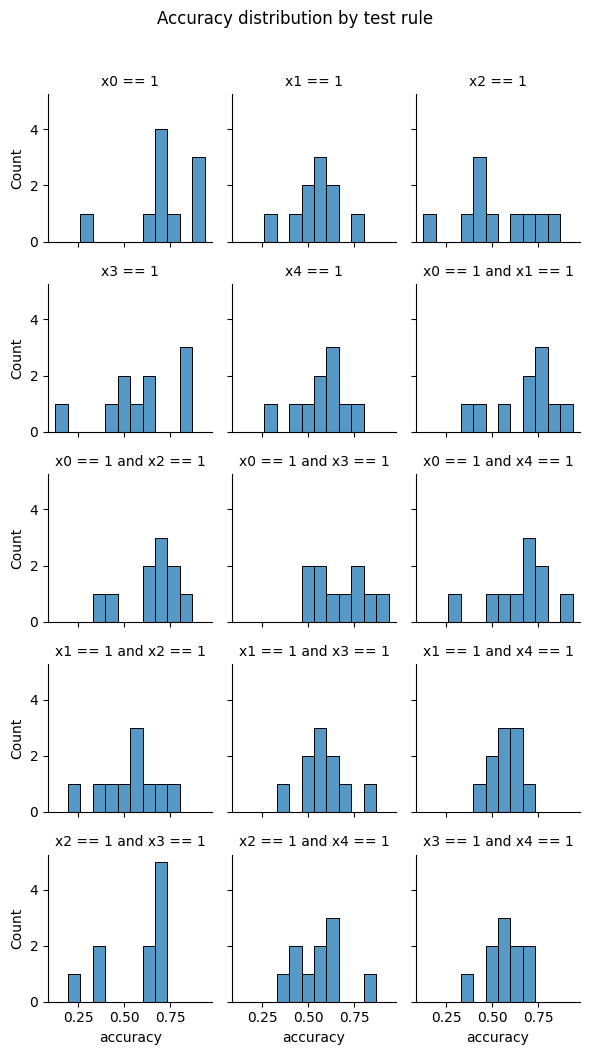 Accuracy distribution by test rule
x0 == 1 x1 == 1 x2 == 1
4
2
0
Count
x3 == 1 x4 == 1 x0 == 1 and x1 == 1
4
2
0
Count
x0 == 1 and x2 == 1 x0 == 1 and x3 == 1 x0 == 1 and x4 == 1
4
2
0
Count
x1 == 1 and x2 == 1 x1 == 1 and x3 == 1 x1 == 1 and x4 == 1
4
2
0
Count
x2 == 1 and x3 == 1 x2 == 1 and x4 == 1 x3 == 1 and x4 == 1
4
2
0
Count
0.25 0.50 0.75 0.25 0.50 0.75 0.25 0.50 0.75
accuracy accuracy accuracy